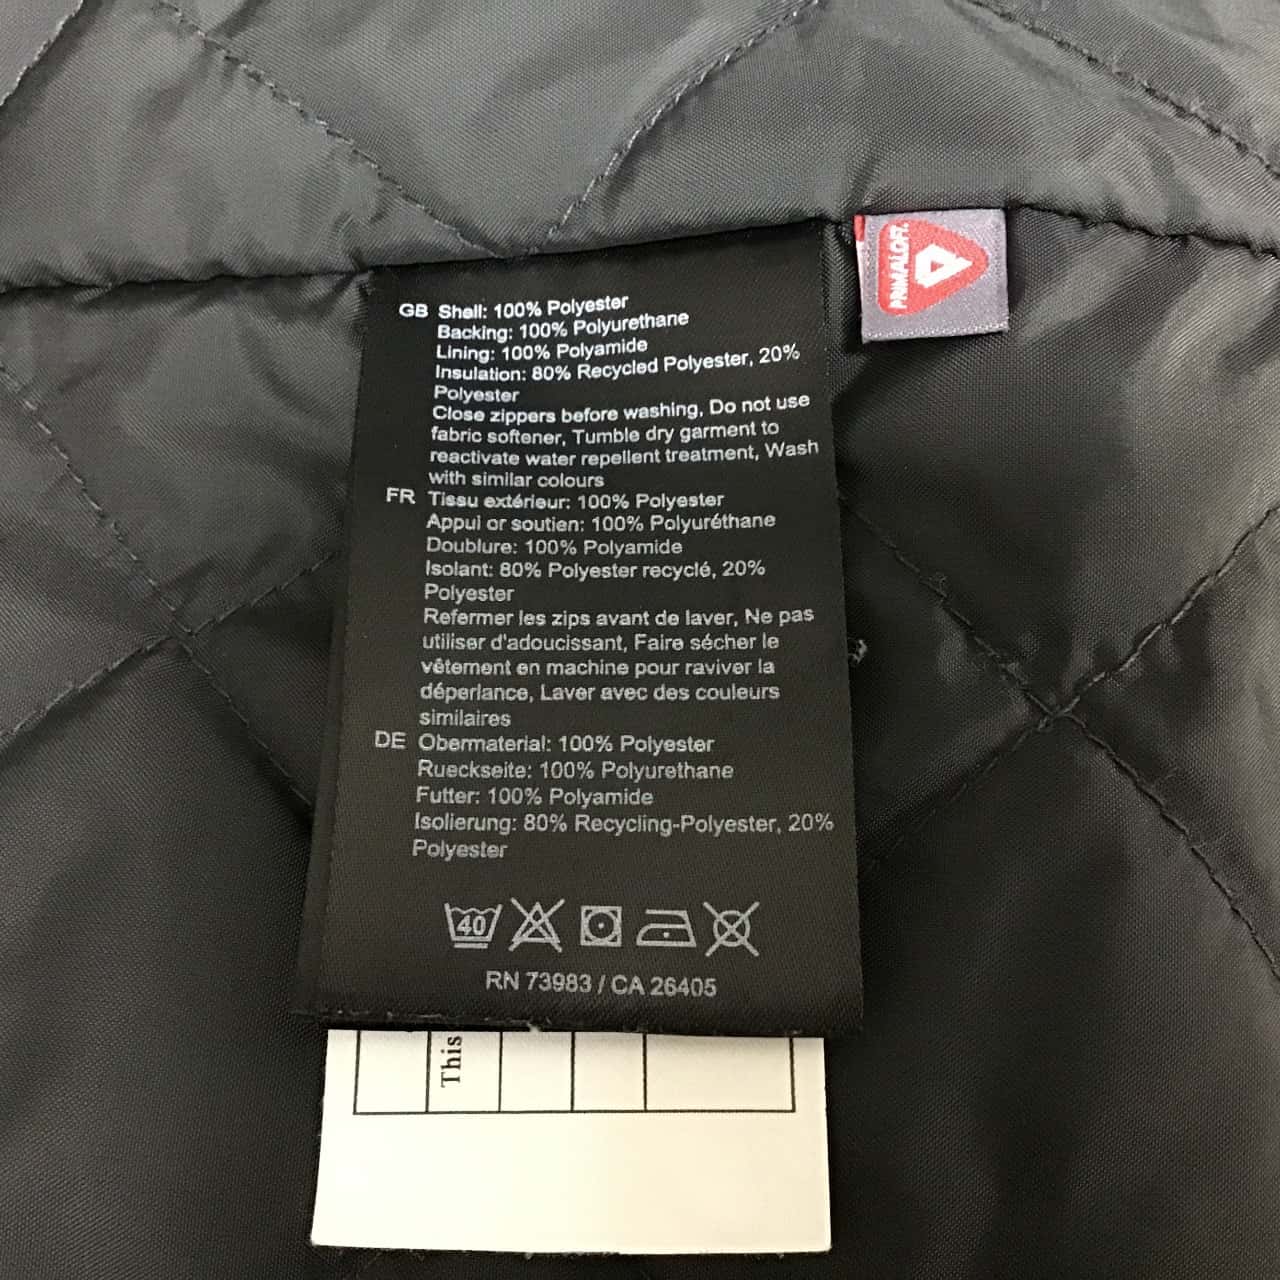 PRIMALOFT
GB Shell: 100% Polyester
Backing: 100% Polyurethane
Lining: 100% Polyamide
Insulation: 80% Recycled Polyester, 20%
Polyester
Close zippers before washing, Do not use
fabric softener, Tumble dry garment to
reactivate water repellent treatment, Wash
with similar colours
FR Tissu extérieur: 100% Polyester
Appui or soutien: 100% Polyuréthane
Doublure: 100% Polyamide
Isolant: 80% Polyester recyclé, 20%
Polyester
Refermer les zips avant de laver, Ne pas
utiliser d'adoucissant, Faire sécher le
vêtement en machine pour raviver la
déperlance, Laver avec des couleurs
similaires
DE Obermaterial: 100% Polyester
Rueckseite: 100% Polyurethane
Futter: 100% Polyamide
Isolierung: 80% Recycling-Polyester, 20%
Polyester
40
RN 73983 / CA 26405
This